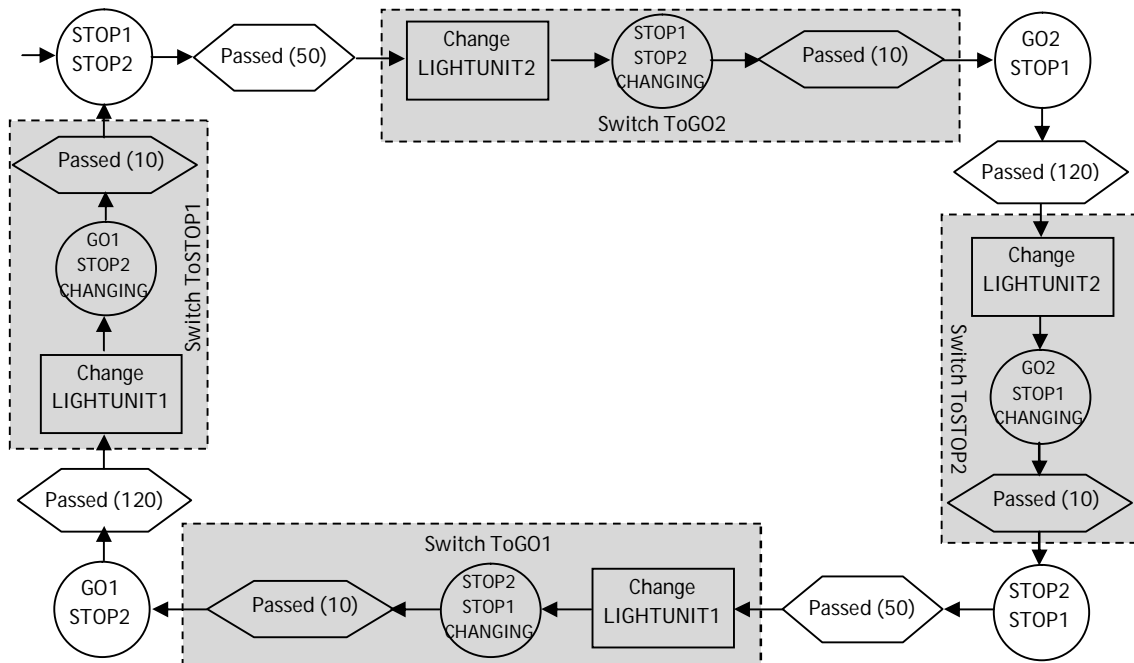 STOP1
STOP2
Passed (50)
Change
LIGHTUNIT2
STOP1
STOP2
CHANGING
Passed (10)
Switch ToGO2
GO2
STOP1
Passed (120)
Change
LIGHTUNIT2
GO2
STOP1
CHANGING
Passed (10)
Switch ToSTOP2
STOP2
STOP1
Passed (50)
Change
LIGHTUNIT1
STOP2
STOP1
CHANGING
Passed (10)
Switch ToGO1
GO1
STOP2
Passed (120)
Change
LIGHTUNIT1
GO1
STOP2
CHANGING
Passed (10)
Switch ToSTOP1